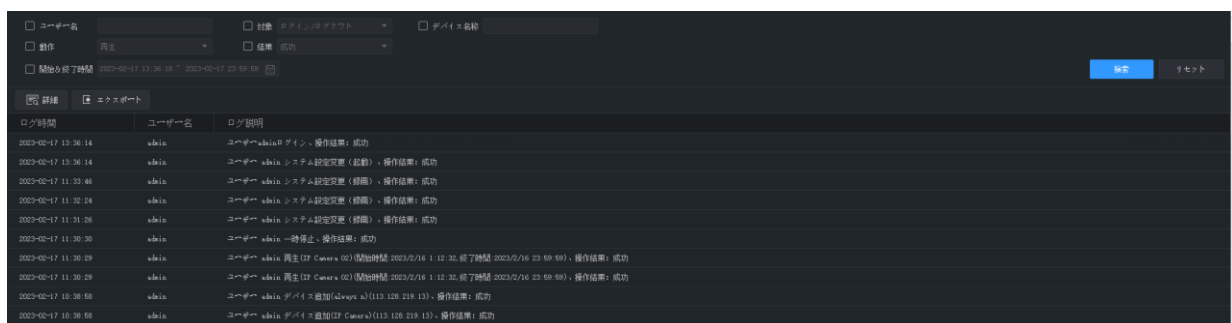 ユーザー名 対象 ログイン/ログアウト デバイス名称
動作 再生 結果 成功
開始&終了時間 2023-02-17 13:36:18 ~ 2023-02-17 23:59:59 検索 リセット
詳細 エクスポート
ログ時間 ユーザー名 ログ説明
2023-02-17 13:36:14 admin ユーザーadminログイン、操作結果: 成功
2023-02-17 13:36:14 admin ユーザー admin システム設定変更（起動）、操作結果: 成功
2023-02-17 11:33:46 admin ユーザー admin システム設定変更（録画）、操作結果: 成功
2023-02-17 11:32:24 admin ユーザー admin システム設定変更（録画）、操作結果: 成功
2023-02-17 11:31:26 admin ユーザー admin システム設定変更（録画）、操作結果: 成功
2023-02-17 11:30:30 admin ユーザー admin 一時停止、操作結果: 成功
2023-02-17 11:30:29 admin ユーザー admin 再生(IP Camera 02)(開始時間:2023/2/16 1:12:32,終了時間:2023/2/16 23:59:59)、操作結果: 成功
2023-02-17 11:30:29 admin ユーザー admin 再生(IP Camera 02)(開始時間:2023/2/16 1:12:32,終了時間:2023/2/16 23:59:59)、操作結果: 成功
2023-02-17 10:38:58 admin ユーザー admin デバイス追加(always n)(113.128.219.13)、操作結果: 成功
2023-02-17 10:38:58 admin ユーザー admin デバイス追加(IP Camera)(113.128.219.13)、操作結果: 成功